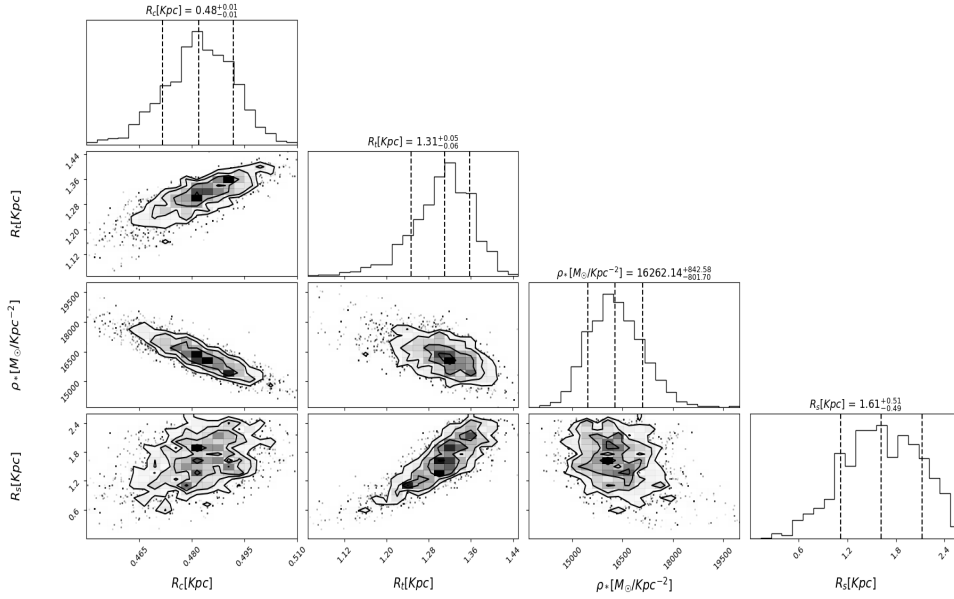 R_c[Kpc] = 0.48^{+0.01}_{-0.01}
R_t[Kpc] = 1.31^{+0.05}_{-0.06}
1.44
1.36
1.28
1.20
1.12
R_t[Kpc]
ρ_*[M_⊙/Kpc^{-2}] = 16262.14^{+842.58}_{-801.70}
19500
18000
16500
15000
ρ_*[M_⊙/Kpc^{-2}]
R_s[Kpc] = 1.61^{+0.51}_{-0.49}
2.4
1.8
1.2
0.6
R_s[Kpc]
0.465 0.480 0.495 0.510
1.12 1.20 1.28 1.36 1.44
15000 16500 18000 19500
0.6 1.2 1.8 2.4
R_c[Kpc]
R_t[Kpc]
ρ_*[M_⊙/Kpc^{-2}]
R_s[Kpc]